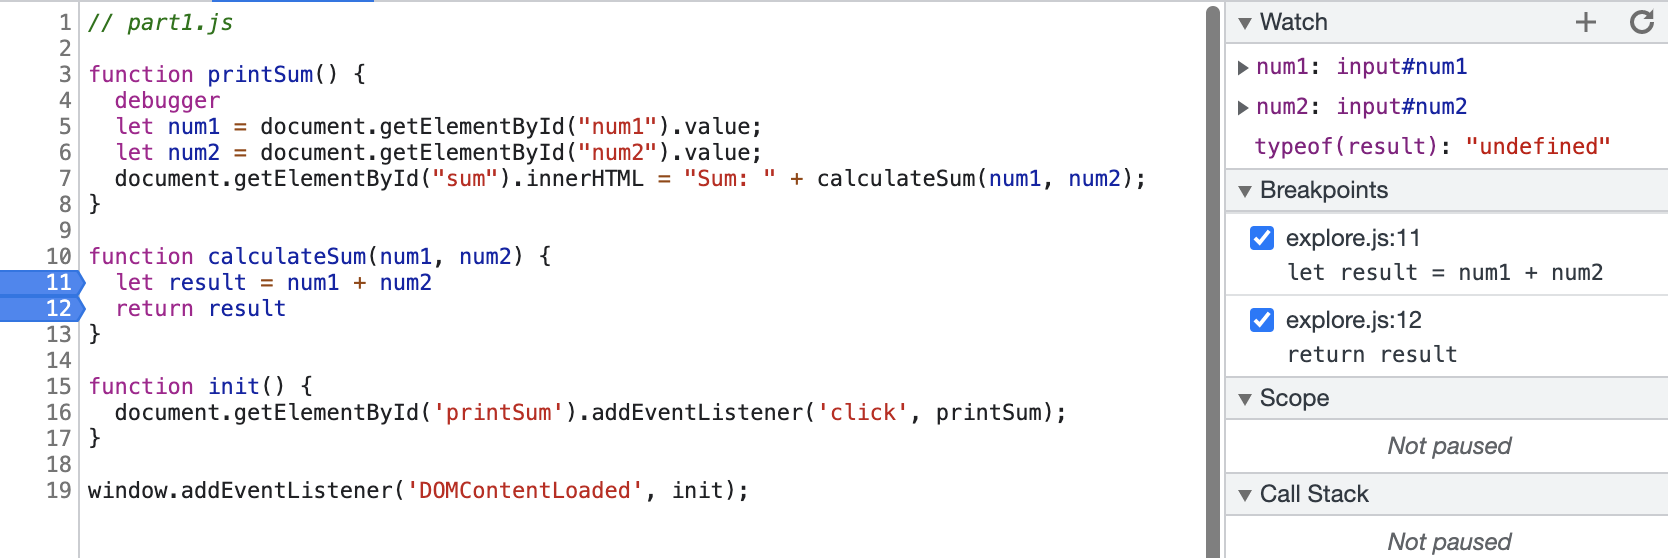 1 // part1.js
2
3 function printSum() {
4   debugger
5   let num1 = document.getElementById("num1").value;
6   let num2 = document.getElementById("num2").value;
7   document.getElementById("sum").innerHTML = "Sum: " + calculateSum(num1, num2);
8 }
9
10 function calculateSum(num1, num2) {
11   let result = num1 + num2
12   return result
13 }
14
15 function init() {
16   document.getElementById('printSum').addEventListener('click', printSum);
17 }
18
19 window.addEventListener('DOMContentLoaded', init);
Watch
num1: input#num1
num2: input#num2
typeof(result): "undefined"
Breakpoints
explore.js:11
let result = num1 + num2
explore.js:12
return result
Scope
Not paused
Call Stack
Not paused